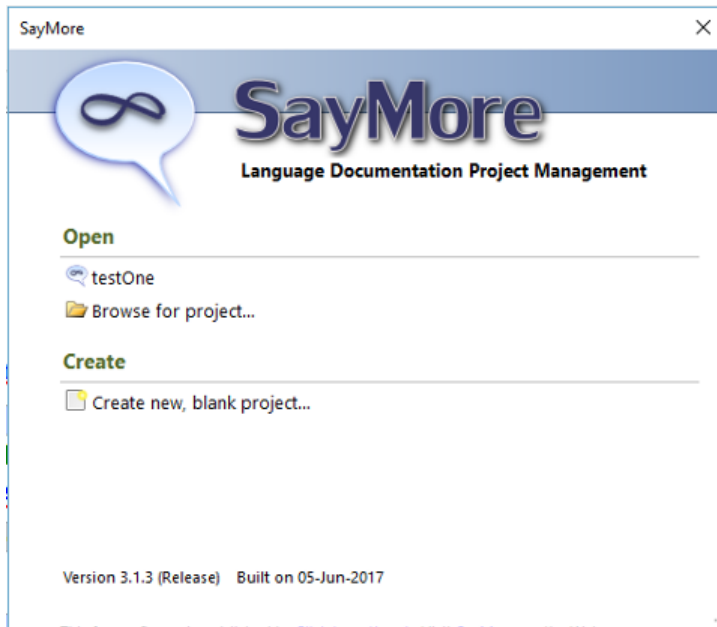 SayMore
SayMore
Language Documentation Project Management
Open
testOne
Browse for project...
Create
Create new, blank project...
Version 3.1.3 (Release) Built on 05-Jun-2017